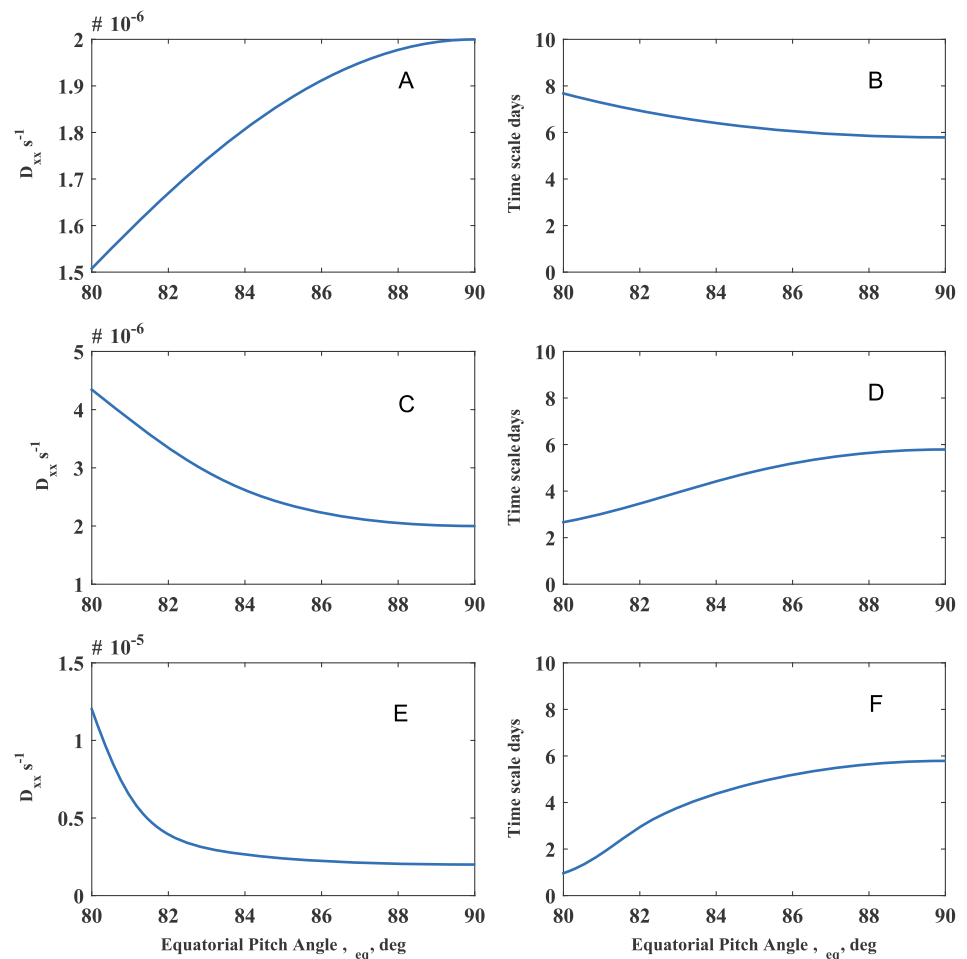 # 10^-6
2
1.9
1.8
1.7
1.6
1.5
D_xx s^-1
A
80 82 84 86 88 90
10
8
6
4
2
0
Time scale days
B
80 82 84 86 88 90
# 10^-6
5
4
3
2
1
D_xx s^-1
C
80 82 84 86 88 90
10
8
6
4
2
0
Time scale days
D
80 82 84 86 88 90
# 10^-5
1.5
1
0.5
0
D_xx s^-1
E
80 82 84 86 88 90
Equatorial Pitch Angle , _eq, deg
10
8
6
4
2
0
Time scale days
F
80 82 84 86 88 90
Equatorial Pitch Angle , _eq, deg